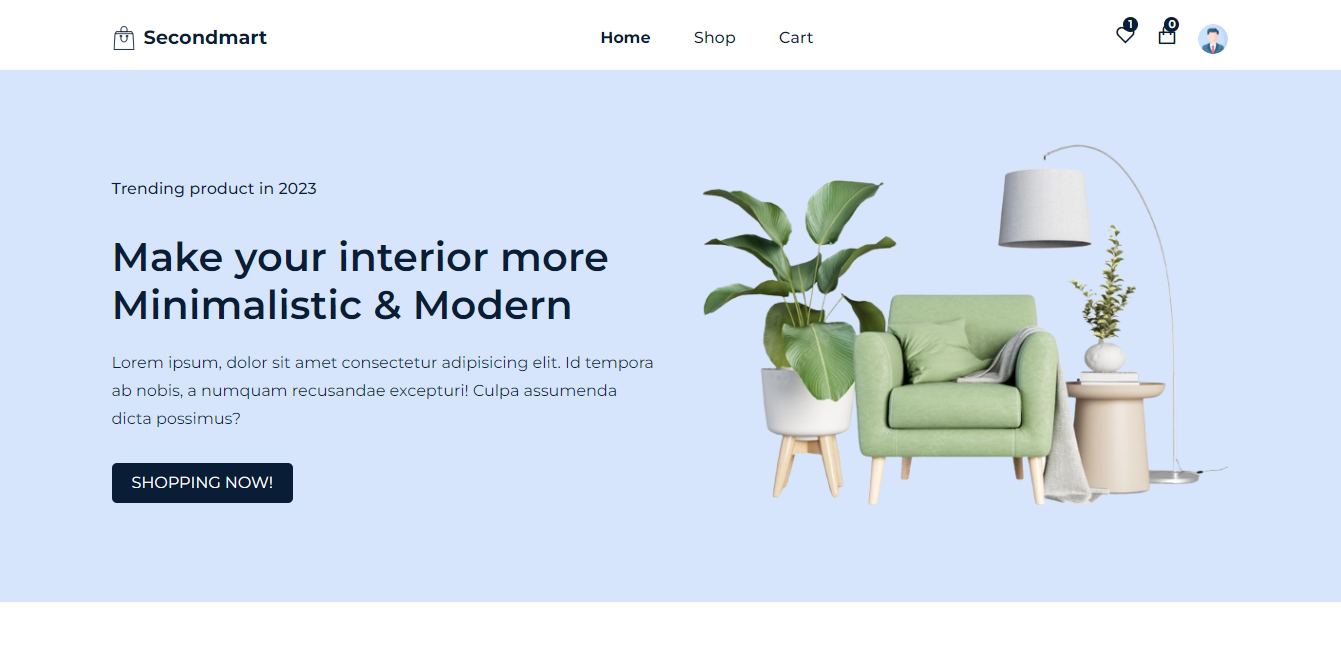 Secondmart
Home
Shop
Cart
1
0
Trending product in 2023
Make your interior more
Minimalistic & Modern
Lorem ipsum, dolor sit amet consectetur adipisicing elit. Id tempora
ab nobis, a numquam recusandae excepturi! Culpa assumenda
dicta possimus?
SHOPPING NOW!